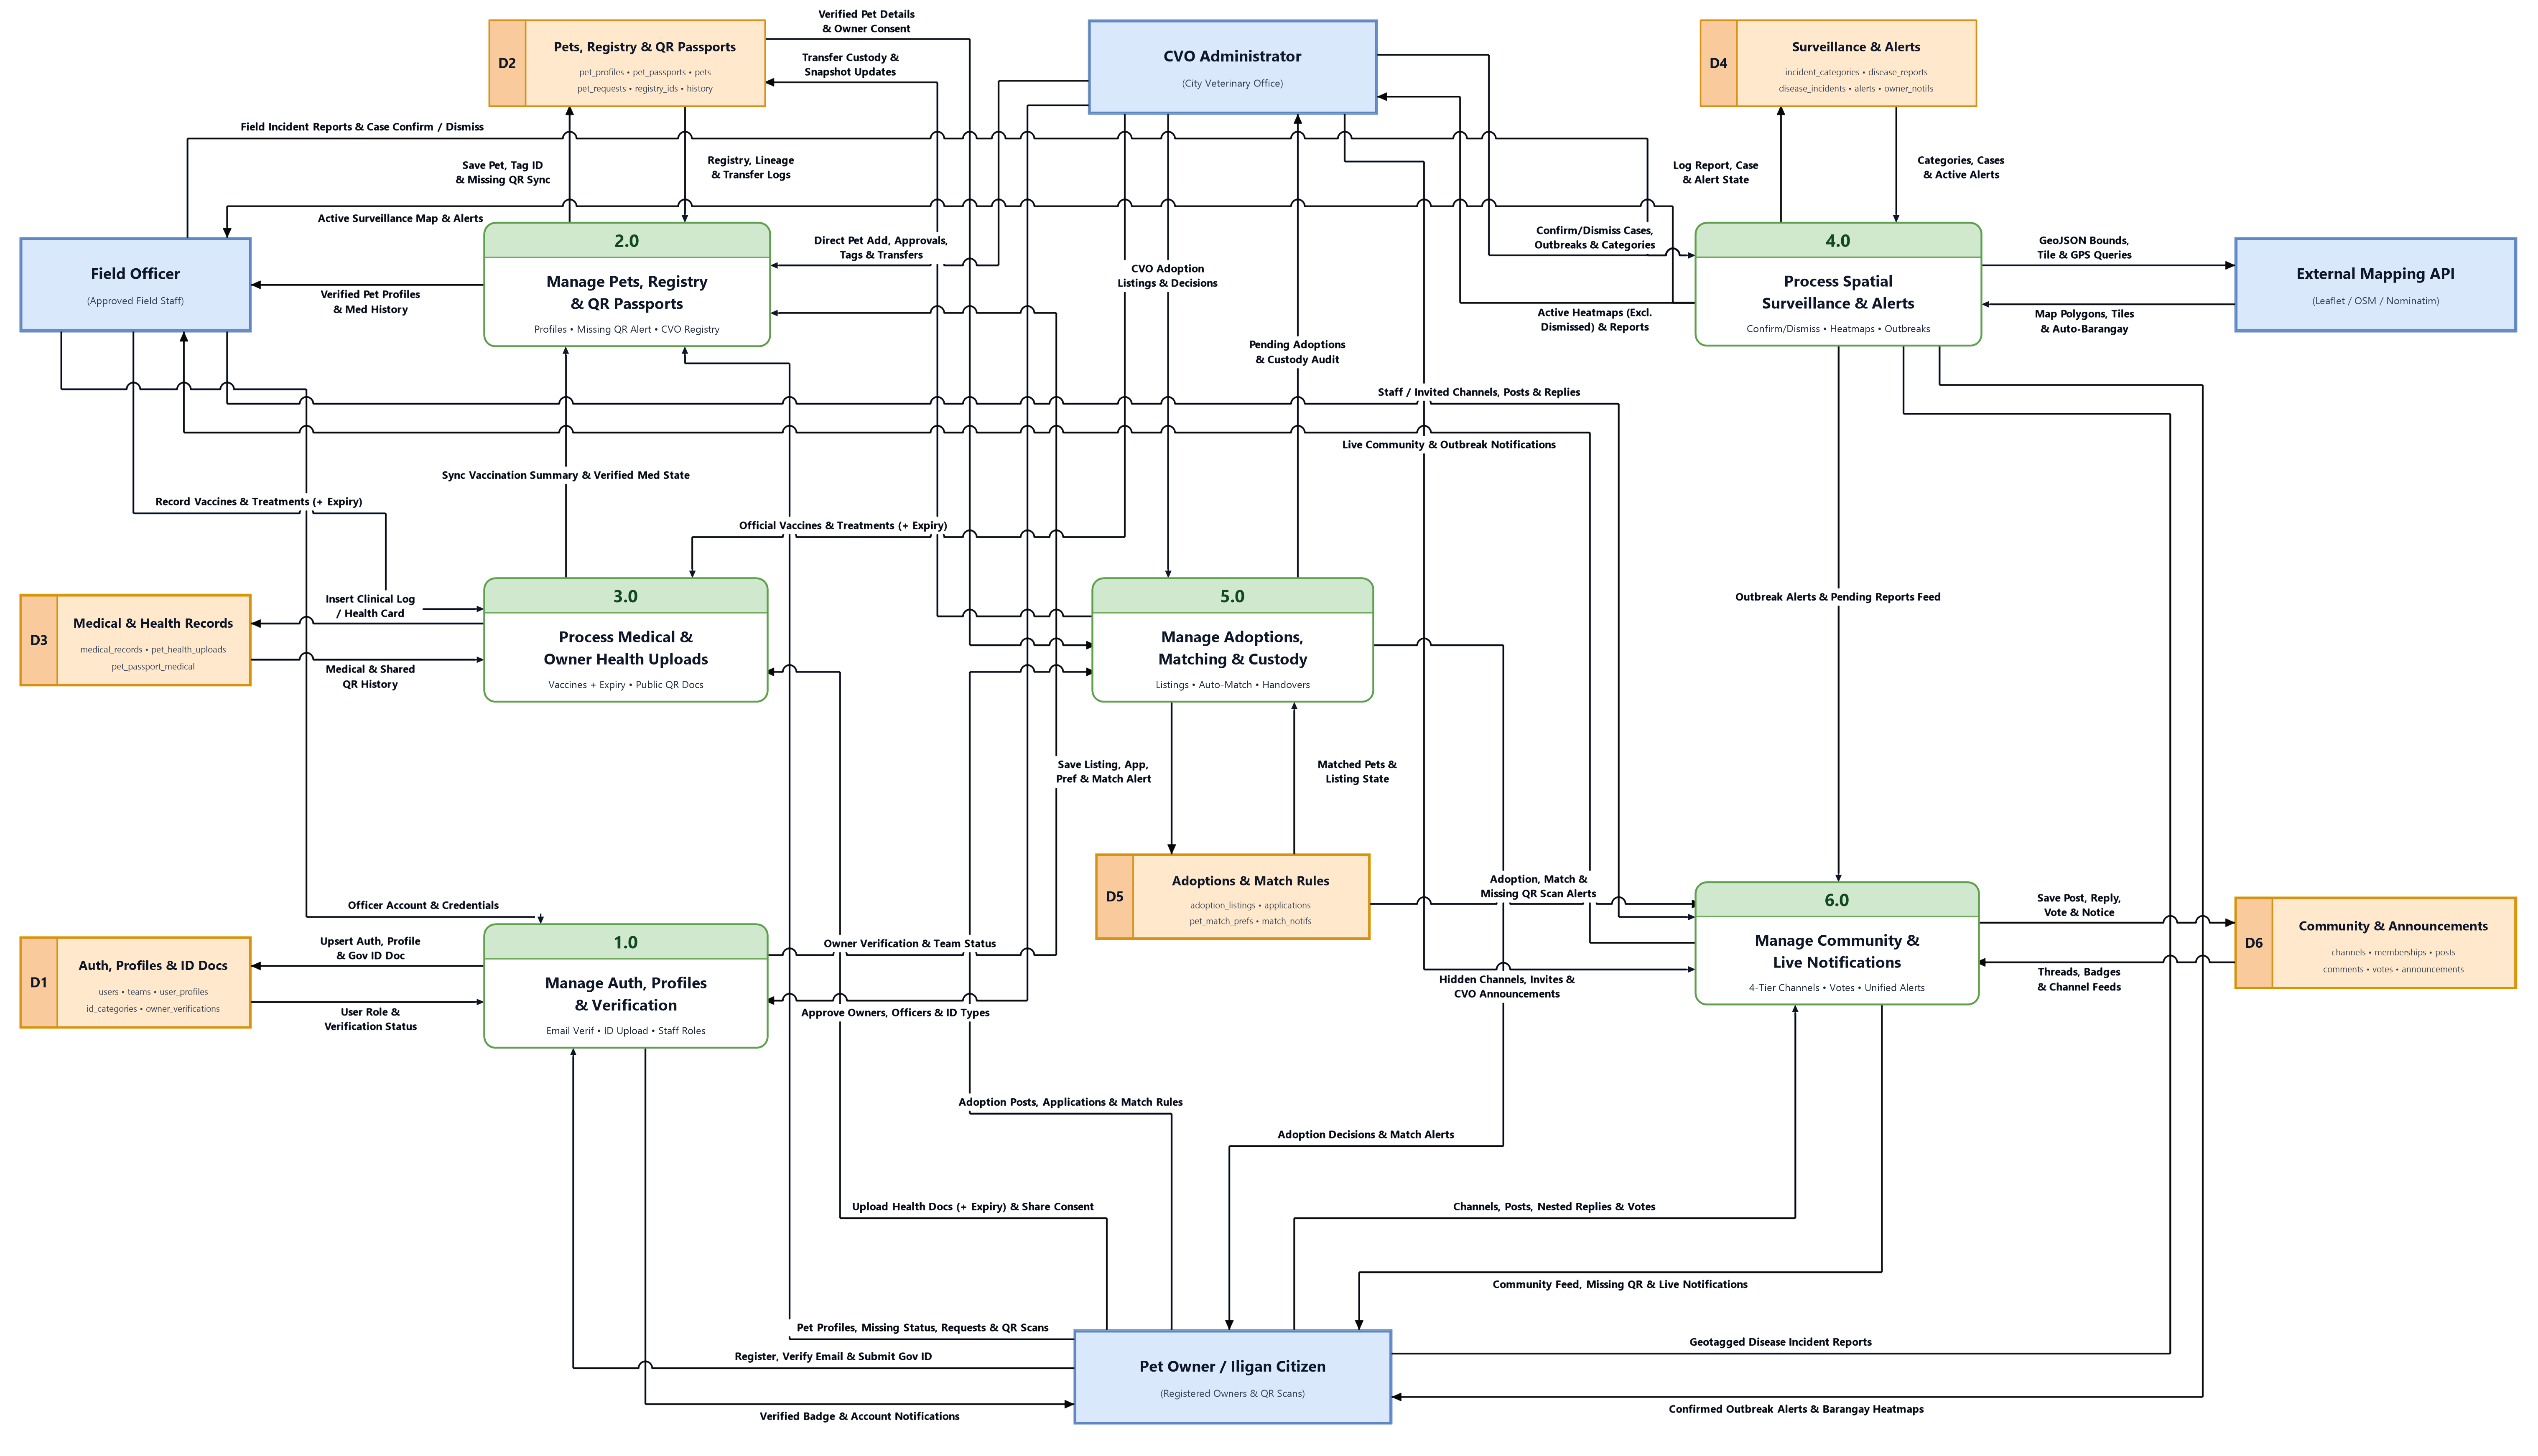 Verified Pet Details
& Owner Consent
D2
Pets, Registry & QR Passports
pet_profiles • pet_passports • pets
pet_requests • registry_ids • history
Transfer Custody &
Snapshot Updates
CVO Administrator
(City Veterinary Office)
D4
Surveillance & Alerts
incident_categories • disease_reports
disease_incidents • alerts • owner_notifs
Field Incident Reports & Case Confirm / Dismiss
Save Pet, Tag ID
& Missing QR Sync
Registry, Lineage
& Transfer Logs
Log Report, Case
& Alert State
Categories, Cases
& Active Alerts
Active Surveillance Map & Alerts
Field Officer
(Approved Field Staff)
Verified Pet Profiles
& Med History
2.0
Manage Pets, Registry
& QR Passports
Profiles • Missing QR Alert • CVO Registry
Direct Pet Add, Approvals,
Tags & Transfers
CVO Adoption
Listings & Decisions
Confirm/Dismiss Cases,
Outbreaks & Categories
Active Heatmaps (Excl.
Dismissed) & Reports
4.0
Process Spatial
Surveillance & Alerts
Confirm/Dismiss • Heatmaps • Outbreaks
GeoJSON Bounds,
Tile & GPS Queries
Map Polygons, Tiles
& Auto-Barangay
External Mapping API
(Leaflet / OSM / Nominatim)
Pending Adoptions
& Custody Audit
Staff / Invited Channels, Posts & Replies
Live Community & Outbreak Notifications
Sync Vaccination Summary & Verified Med State
Record Vaccines & Treatments (+ Expiry)
Official Vaccines & Treatments (+ Expiry)
D3
Medical & Health Records
medical_records • pet_health_uploads
pet_passport_medical
Insert Clinical Log
/ Health Card
Medical & Shared
QR History
3.0
Process Medical &
Owner Health Uploads
Vaccines + Expiry • Public QR Docs
5.0
Manage Adoptions,
Matching & Custody
Listings • Auto-Match • Handovers
Outbreak Alerts & Pending Reports Feed
Save Listing, App,
Pref & Match Alert
Matched Pets &
Listing State
D5
Adoptions & Match Rules
adoption_listings • applications
pet_match_prefs • match_notifs
Adoption, Match &
Missing QR Scan Alerts
Officer Account & Credentials
D1
Auth, Profiles & ID Docs
users • teams • user_profiles
id_categories • owner_verifications
Upsert Auth, Profile
& Gov ID Doc
User Role &
Verification Status
1.0
Manage Auth, Profiles
& Verification
Email Verif • ID Upload • Staff Roles
Owner Verification & Team Status
Approve Owners, Officers & ID Types
Hidden Channels, Invites &
CVO Announcements
6.0
Manage Community &
Live Notifications
4-Tier Channels • Votes • Unified Alerts
Save Post, Reply,
Vote & Notice
Threads, Badges
& Channel Feeds
D6
Community & Announcements
channels • memberships • posts
comments • votes • announcements
Adoption Posts, Applications & Match Rules
Adoption Decisions & Match Alerts
Upload Health Docs (+ Expiry) & Share Consent
Channels, Posts, Nested Replies & Votes
Community Feed, Missing QR & Live Notifications
Pet Profiles, Missing Status, Requests & QR Scans
Register, Verify Email & Submit Gov ID
Verified Badge & Account Notifications
Pet Owner / Iligan Citizen
(Registered Owners & QR Scans)
Geotagged Disease Incident Reports
Confirmed Outbreak Alerts & Barangay Heatmaps